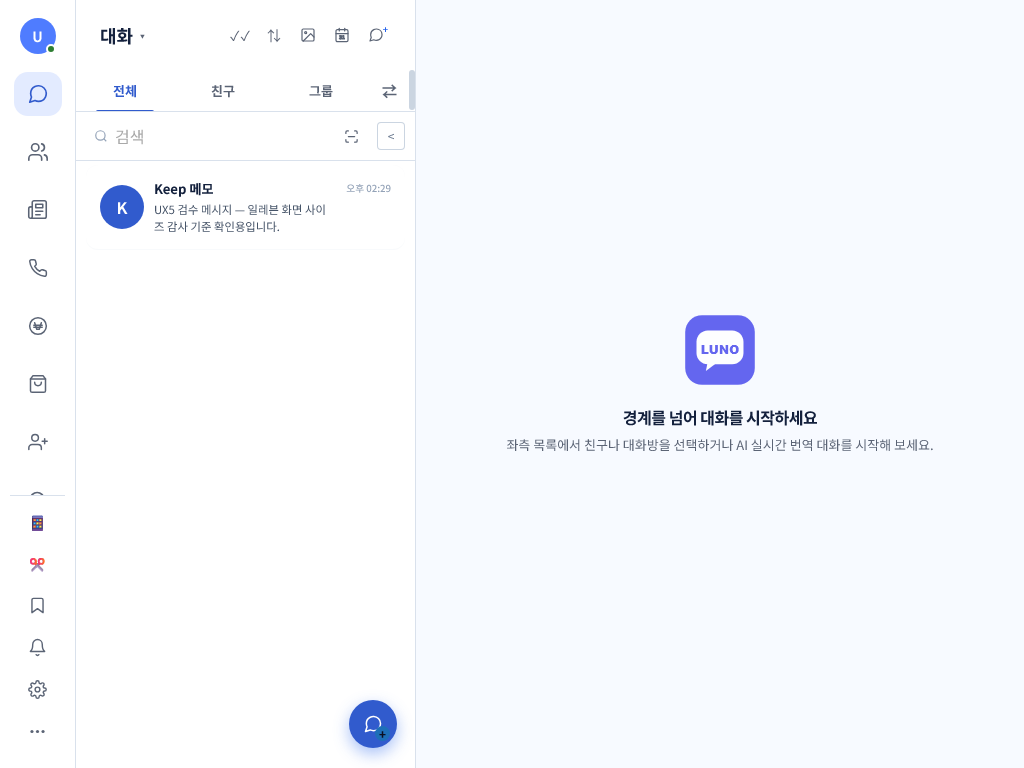 U
대화
전체
친구
그룹
검색
<
K
Keep 메모
오후 02:29
UX5 검수 메시지 — 일레븐 화면 사이
즈 감사 기준 확인용입니다.
LUNO
경계를 넘어 대화를 시작하세요
좌측 목록에서 친구나 대화방을 선택하거나 AI 실시간 번역 대화를 시작해 보세요.